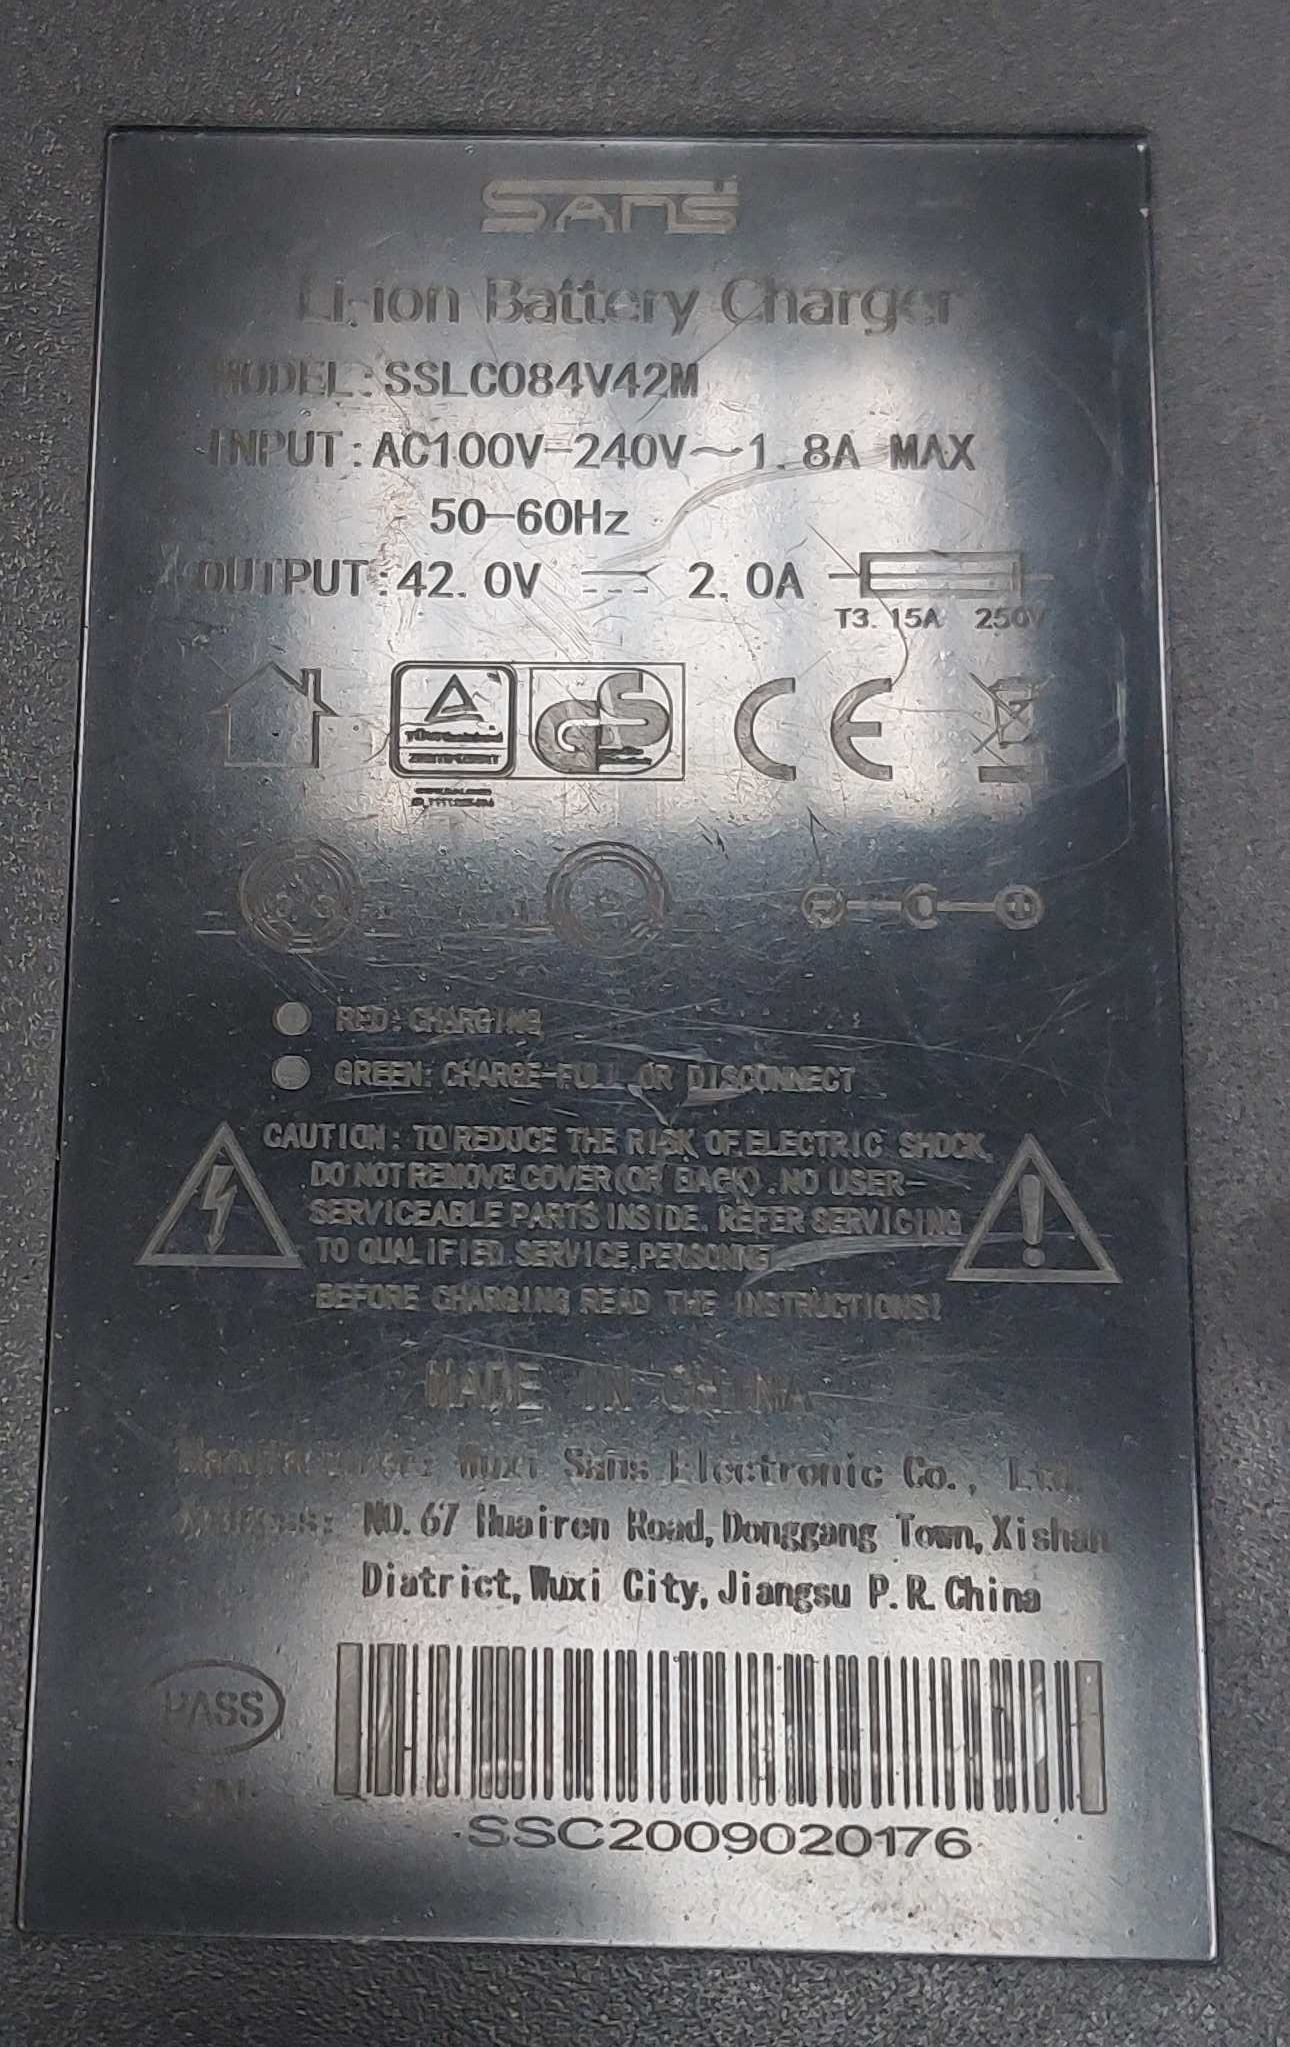 SANS
Li-ion Battery Charger
MODEL:SSLC084V42M
INPUT:AC100V-240V~1.8A MAX
50-60Hz
OUTPUT:42.0V ⎓ 2.0A
T3.15A 250V
GS
CE
RED:CHARGING
GREEN:CHARGE-FULL OR DISCONNECT
CAUTION: TO REDUCE THE RISK OF ELECTRIC SHOCK,
DO NOT REMOVE COVER(OR BACK).NO USER-
SERVICEABLE PARTS INSIDE. REFER SERVICING
TO QUALIFIED SERVICE PERSONNE
BEFORE CHARGING READ THE INSTRUCTIONS!
MADE IN CHINA
Manufacturer: Wuxi Sans Electronic Co., Ltd.
Address: NO.67 Huairen Road,Donggang Town,Xishan
Diatrict,Wuxi City,Jiangsu P.R.China
PASS
S/N:
SSC2009020176